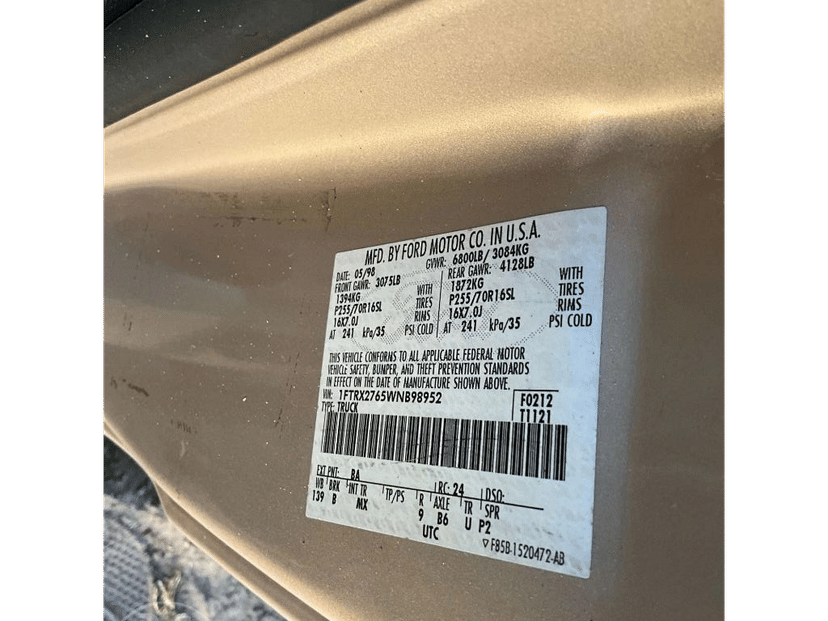 MFD. BY FORD MOTOR CO. IN U.S.A.
DATE: 05/98 GVWR: 6800LB/ 3084KG
FRONT GAWR: 3075LB REAR GAWR: 4128LB
1394KG WITH 1872KG WITH
P255/70R16SL TIRES P255/70R16SL TIRES
16X7.0J RIMS 16X7.0J RIMS
AT 241 kPa/35 PSI COLD AT 241 kPa/35 PSI COLD
THIS VEHICLE CONFORMS TO ALL APPLICABLE FEDERAL MOTOR
VEHICLE SAFETY, BUMPER, AND THEFT PREVENTION STANDARDS
IN EFFECT ON THE DATE OF MANUFACTURE SHOWN ABOVE.
VIN: 1FTRX2765WNB98952 F0212
TYPE: TRUCK T1121
EXT PNT: BA RC: 24 DSO:
WB BRK INT TR TP/PS R AXLE TR SPR
139 B MX 9 B6 U P2
UTC
▽F85B-1520472-AB